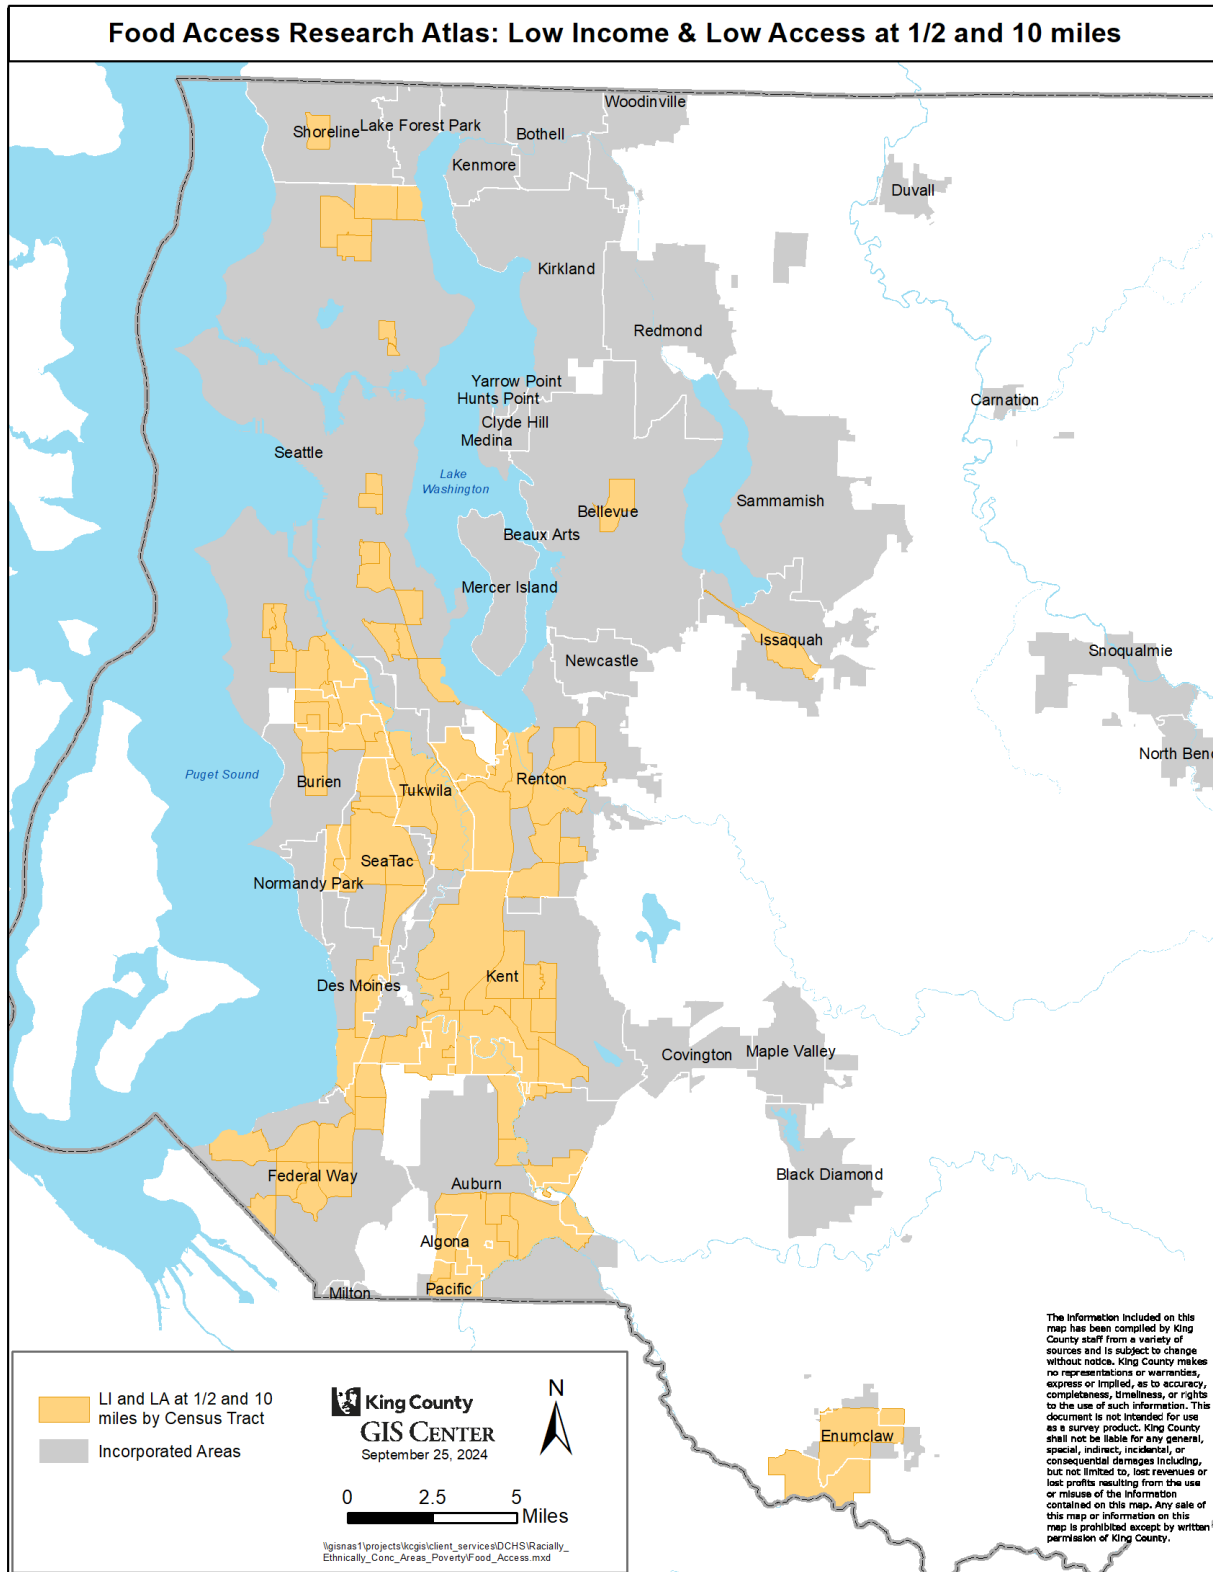 Food Access Research Atlas: Low Income & Low Access at 1/2 and 10 miles
Woodinville
Shoreline
Lake Forest Park
Bothell
Kenmore
Duvall
Kirkland
Redmond
Yarrow Point
Hunts Point
Carnation
Clyde Hill
Medina
Seattle
Lake
Washington
Sammamish
Bellevue
Beaux Arts
Mercer Island
Issaquah
Snoqualmie
Newcastle
North Bend
Puget Sound
Burien
Renton
Tukwila
SeaTac
Normandy Park
Kent
Des Moines
Covington
Maple Valley
Federal Way
Black Diamond
Auburn
Algona
Pacific
Milton
Enumclaw
The information included on this
map has been compiled by King
County staff from a variety of
sources and is subject to change
without notice. King County makes
no representations or warranties,
express or implied, as to accuracy,
completeness, timeliness, or rights
to the use of such information. This
document is not intended for use
as a survey product. King County
shall not be liable for any general,
special, indirect, incidental, or
consequential damages including,
but not limited to, lost revenues or
lost profits resulting from the use
or misuse of the information
contained on this map. Any sale of
this map or information on this
map is prohibited except by written
permission of King County.
LI and LA at 1/2 and 10
miles by Census Tract
Incorporated Areas
King County
GIS CENTER
September 25, 2024
N
0 2.5 5
Miles
\\gisnas1\projects\kcgis\client_services\DCHS\Racially_
Ethnically_Conc_Areas_Poverty\Food_Access.mxd